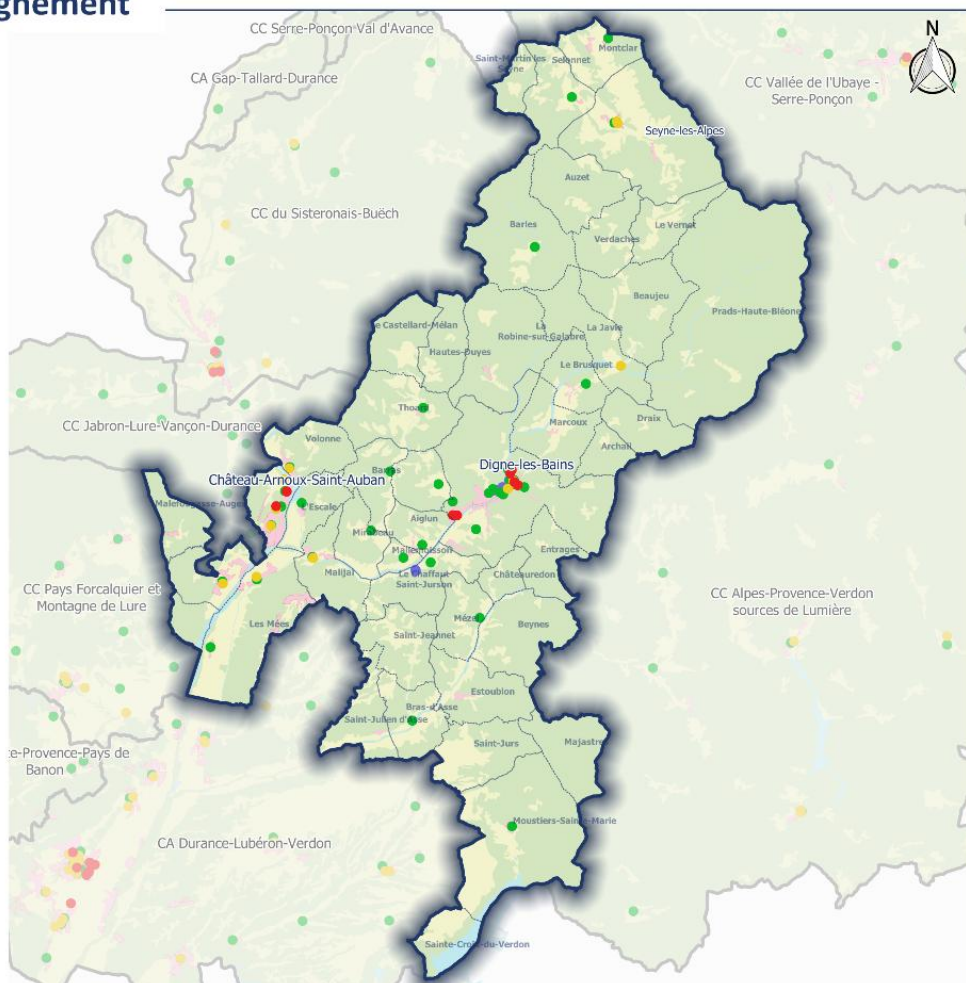 gnement
N
CC Serre-Ponçon Val d'Avance
CA Gap-Tallard-Durance
Saint-Martin les
Seyne
Selonnet
Montclar
CC Vallée de l'Ubaye -
Serre-Ponçon
Seyne-les-Alpes
Auzet
CC du Sisteronais-Buëch
Barles
Le Vernet
Verdaches
Beaujeu
Prads-Haute-Bléone
e Castellard-Mélan
La
Robine-sur-Galabre
La Javie
Hautes-Duyes
Le Brusquet
Thoard
Marcoux
Draix
CC Jabron-Lure-Vançon-Durance
Volonne
Archail
Barras
Digne-les-Bains
Château-Arnoux-Saint-Auban
Malefougasse-Auges
Escale
Aiglun
Mirabeau
Mallemoisson
Entrages
Malijai
Le Chaffaut
Saint-Jurson
Châteauredon
CC Pays Forcalquier et
Montagne de Lure
CC Alpes-Provence-Verdon
sources de Lumière
Les Mées
Mézel
Beynes
Saint-Jeannet
Estoublon
Bras-d'Asse
Saint-Julien d'Asse
Saint-Jurs
Majastre
te-Provence-Pays de
Banon
Moustiers-Sainte-Marie
CA Durance-Lubéron-Verdon
Sainte-Croix-du-Verdon